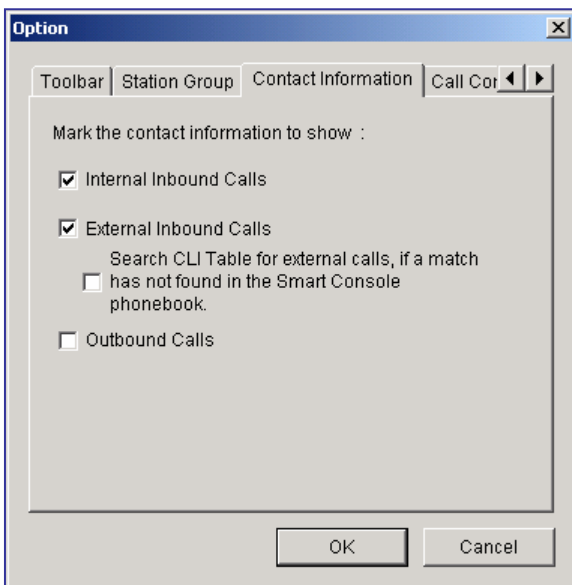 Option
Toolbar
Station Group
Contact Information
Call Cor
Mark the contact information to show :
Internal Inbound Calls
External Inbound Calls
Search CLI Table for external calls, if a match
has not found in the Smart Console
phonebook.
Outbound Calls
OK
Cancel